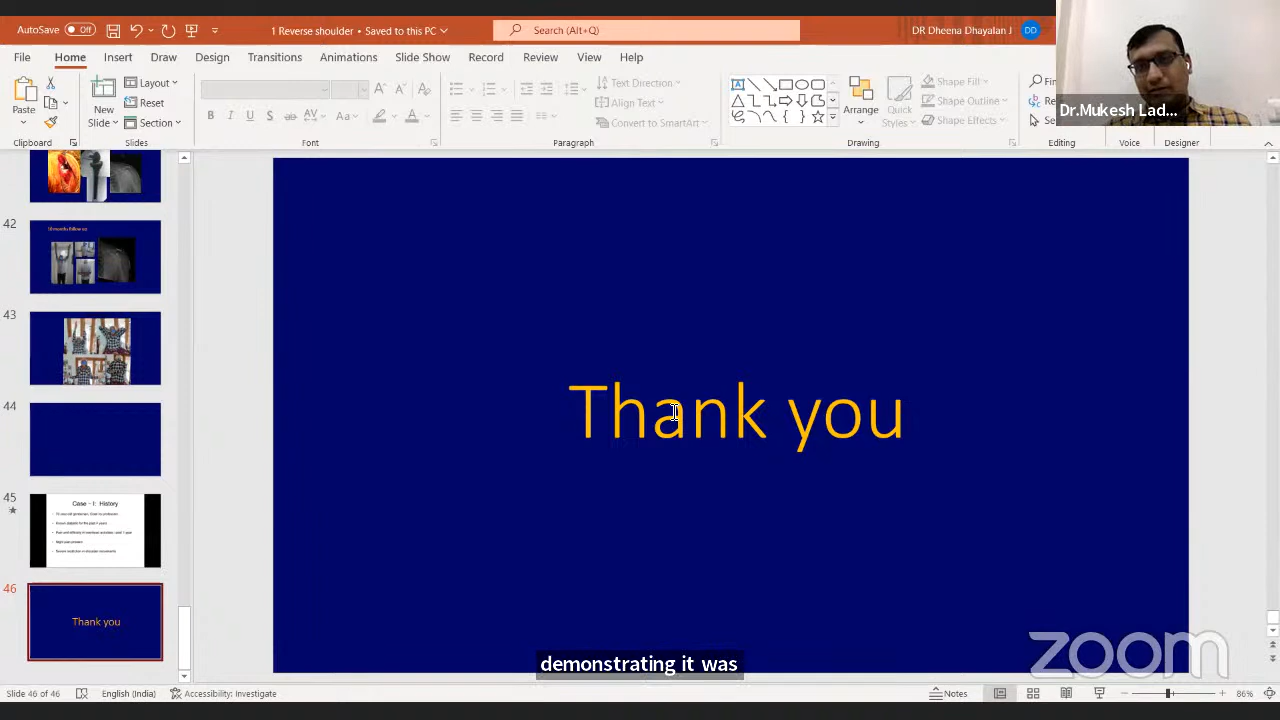 AutoSave Off
1 Reverse shoulder • Saved to this PC
Search (Alt+Q)
DR Dheena Dhayalan J DD
File Home Insert Draw Design Transitions Animations Slide Show Record Review View Help
Paste
New
Slide
Layout
Reset
Section
Text Direction
Align Text
Convert to SmartArt
Arrange
Quick
Styles
Shape Fill
Shape Outline
Shape Effects
Clipboard Slides Font Paragraph Drawing Editing Voice Designer
Dr.Mukesh Lad...
42
43
44
45
Case – I: History
46
Thank you
Thank you
demonstrating it was
zoom
Slide 46 of 46 English (India) Accessibility: Investigate Notes 86%